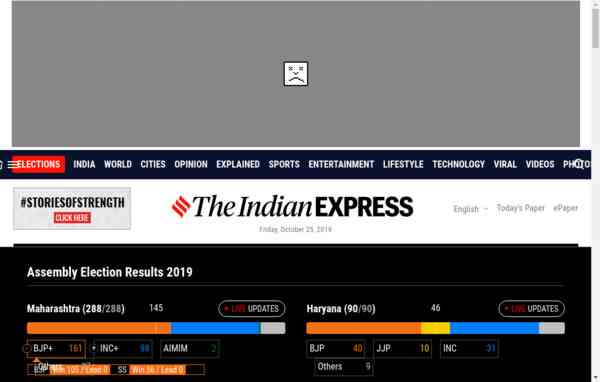 ELECTIONS INDIA WORLD CITIES OPINION EXPLAINED SPORTS ENTERTAINMENT LIFESTYLE TECHNOLOGY VIRAL VIDEOS PHOTOS
#STORIESOFSTRENGTH
CLICK HERE
The Indian EXPRESS
English Today's Paper ePaper
Friday, October 25, 2019
Assembly Election Results 2019
Maharashtra (288/288) 145 LIVE UPDATES
Haryana (90/90) 46 LIVE UPDATES
BJP+ 161 INC+ 98 AIMIM 2
BJP 40 JJP 10 INC 31
Others
Others 9
BJP Win 105 / Lead 0 SS Win 56 / Lead 0